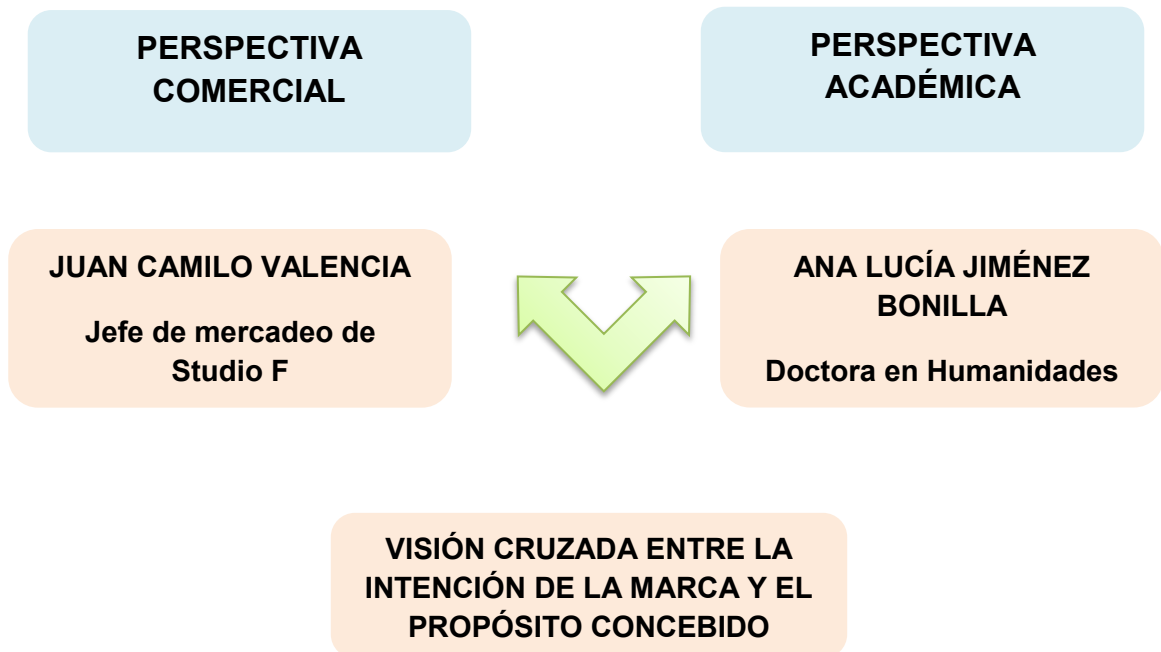 PERSPECTIVA
COMERCIAL
PERSPECTIVA
ACADÉMICA
JUAN CAMILO VALENCIA
Jefe de mercadeo de
Studio F
ANA LUCÍA JIMÉNEZ
BONILLA
Doctora en Humanidades
VISIÓN CRUZADA ENTRE LA
INTENCIÓN DE LA MARCA Y EL
PROPÓSITO CONCEBIDO